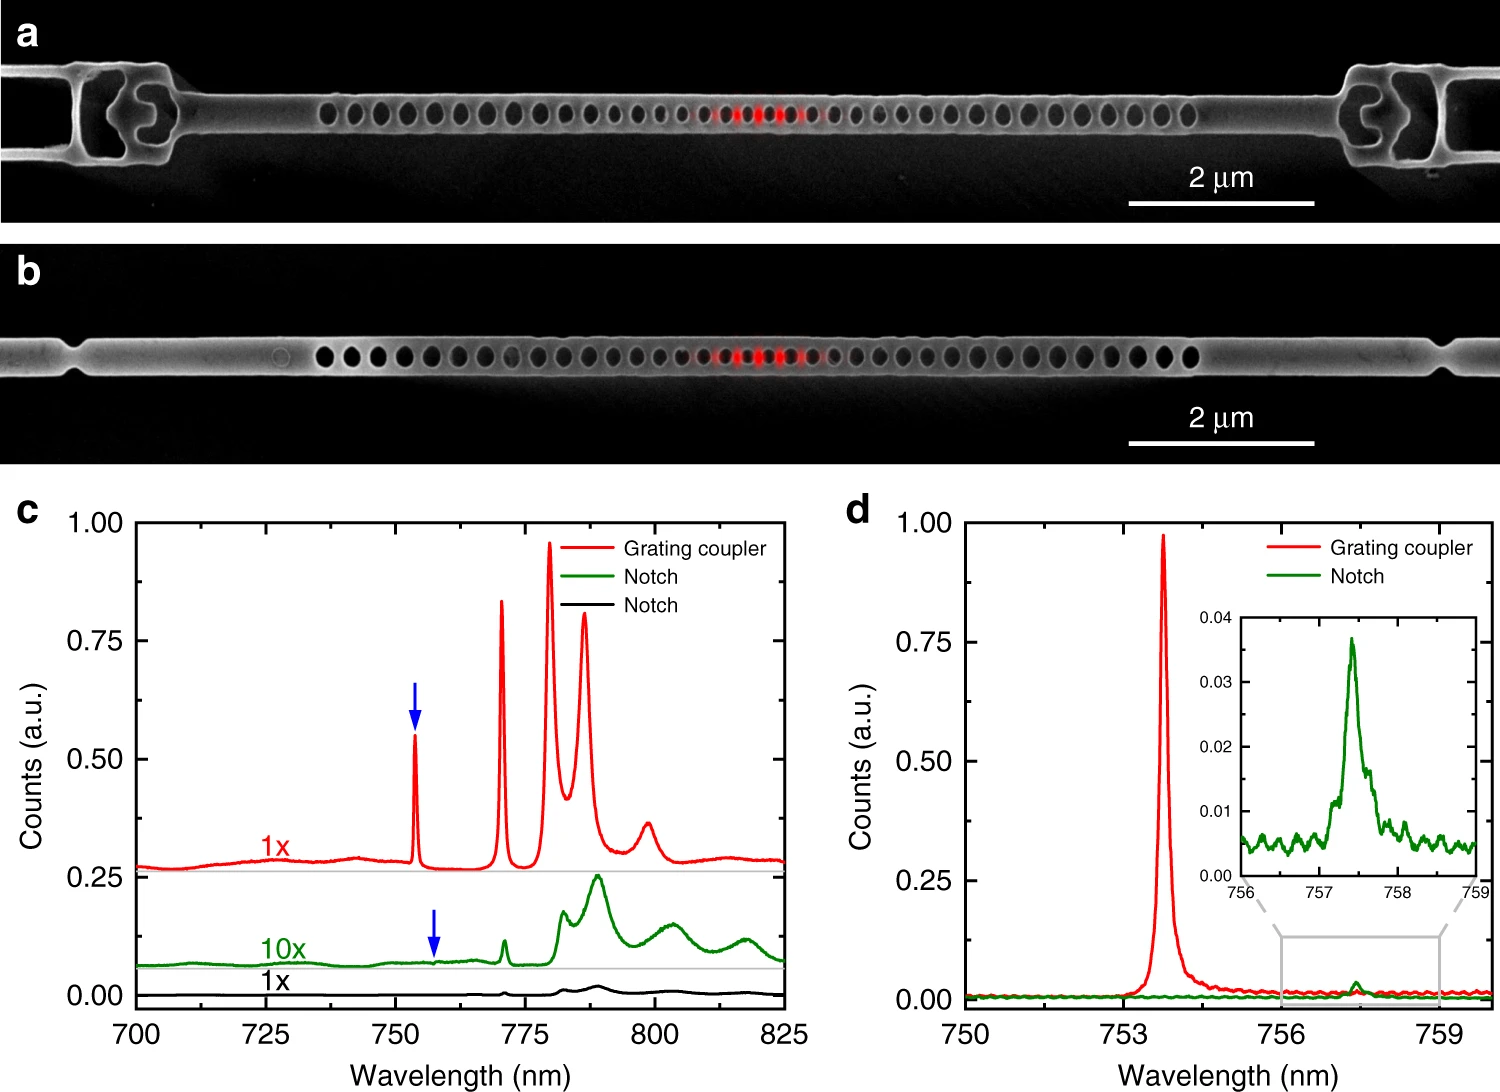 a
2 μm
b
2 μm
c
1.00
0.75
0.50
0.25
0.00
Counts (a.u.)
Grating coupler
Notch
Notch
1x
10x
1x
700 725 750 775 800 825
Wavelength (nm)
d
1.00
0.75
0.50
0.25
0.00
Counts (a.u.)
Grating coupler
Notch
0.04
0.03
0.02
0.01
0.00
756 757 758 759
750 753 756 759
Wavelength (nm)